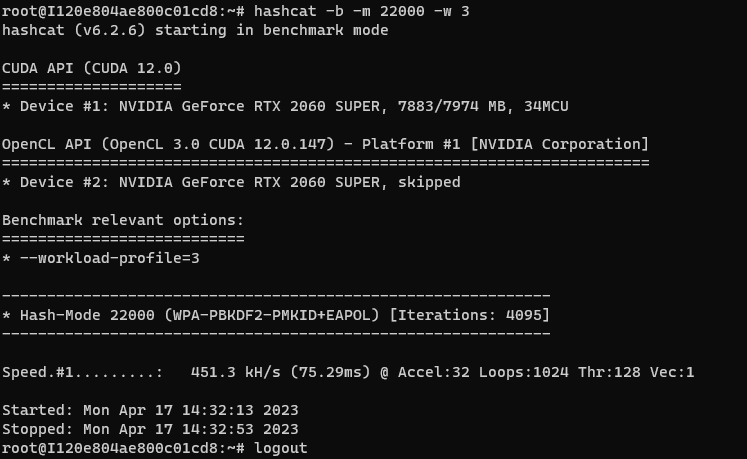 root@I120e804ae800c01cd8:~# hashcat -b -m 22000 -w 3
hashcat (v6.2.6) starting in benchmark mode

CUDA API (CUDA 12.0)
====================
* Device #1: NVIDIA GeForce RTX 2060 SUPER, 7883/7974 MB, 34MCU

OpenCL API (OpenCL 3.0 CUDA 12.0.147) - Platform #1 [NVIDIA Corporation]
========================================================================
* Device #2: NVIDIA GeForce RTX 2060 SUPER, skipped

Benchmark relevant options:
===========================
* --workload-profile=3

-------------------------------------------------------------
* Hash-Mode 22000 (WPA-PBKDF2-PMKID+EAPOL) [Iterations: 4095]
-------------------------------------------------------------

Speed.#1.........:   451.3 kH/s (75.29ms) @ Accel:32 Loops:1024 Thr:128 Vec:1

Started: Mon Apr 17 14:32:13 2023
Stopped: Mon Apr 17 14:32:53 2023
root@I120e804ae800c01cd8:~# logout